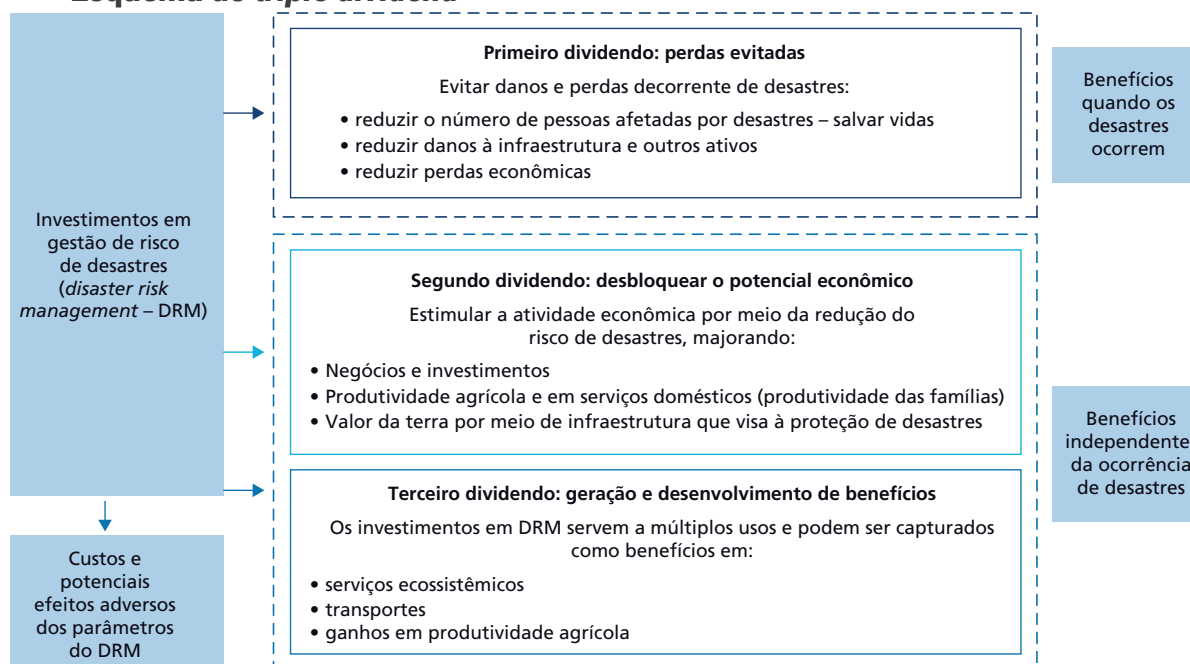 Esquema do triplo dividend
Primeiro dividendo: perdas evitadas
Evitar danos e perdas decorrente de desastres:
• reduzir o número de pessoas afetadas por desastres – salvar vidas
• reduzir danos à infraestrutura e outros ativos
• reduzir perdas econômicas
Benefícios
quando os
desastres
ocorrem
Investimentos em
gestão de risco
de desastres
(disaster risk
management – DRM)
Segundo dividendo: desbloquear o potencial econômico
Estimular a atividade econômica por meio da redução do
risco de desastres, majorando:
• Negócios e investimentos
• Produtividade agrícola e em serviços domésticos (produtividade das famílias)
• Valor da terra por meio de infraestrutura que visa à proteção de desastres
Terceiro dividendo: geração e desenvolvimento de benefícios
Os investimentos em DRM servem a múltiplos usos e podem ser capturados
como benefícios em:
• serviços ecossistêmicos
• transportes
• ganhos em produtividade agrícola
Benefícios
independente
da ocorrência
de desastres
Custos e
potenciais
efeitos adversos
dos parâmetros
do DRM